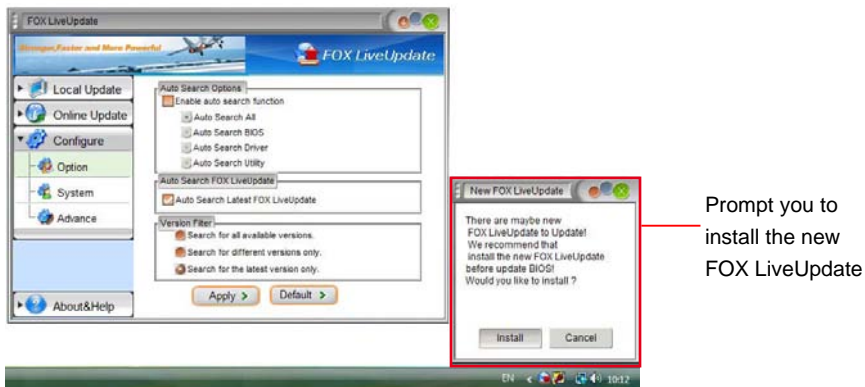 FOX LiveUpdate
Stronger,Faster and More Powerful
FOX LiveUpdate
Local Update
Online Update
Configure
Option
System
Advance
About&Help
Auto Search Options
Enable auto search function
Auto Search All
Auto Search BIOS
Auto Search Driver
Auto Search Utility
Auto Search FOX LiveUpdate
Auto Search Latest FOX LiveUpdate
Version Filter
Search for all available versions.
Search for different versions only.
Search for the latest version only.
Apply >
Default >
New FOX LiveUpdate
There are maybe new
FOX LiveUpdate to Update!
We recommend that
install the new FOX LiveUpdate
before update BIOS!
Would you like to install ?
Install
Cancel
Prompt you to
install the new
FOX LiveUpdate
EN < 10:12